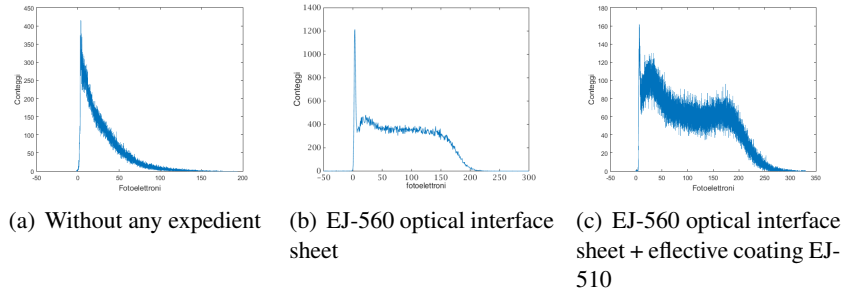 450
400
350
300
250
200
150
100
50
0
-50 0 50 100 150 200
Conteggi
Fotoelettroni
1400
1200
1000
800
600
400
200
0
-50 0 50 100 150 200 250 300
Conteggi
fotoelettroni
180
160
140
120
100
80
60
40
20
0
-50 0 50 100 150 200 250 300 350
Conteggi
Fotoelettroni
(a) Without any expedient
(b) EJ-560 optical interface
sheet
(c) EJ-560 optical interface
sheet + eflective coating EJ-
510